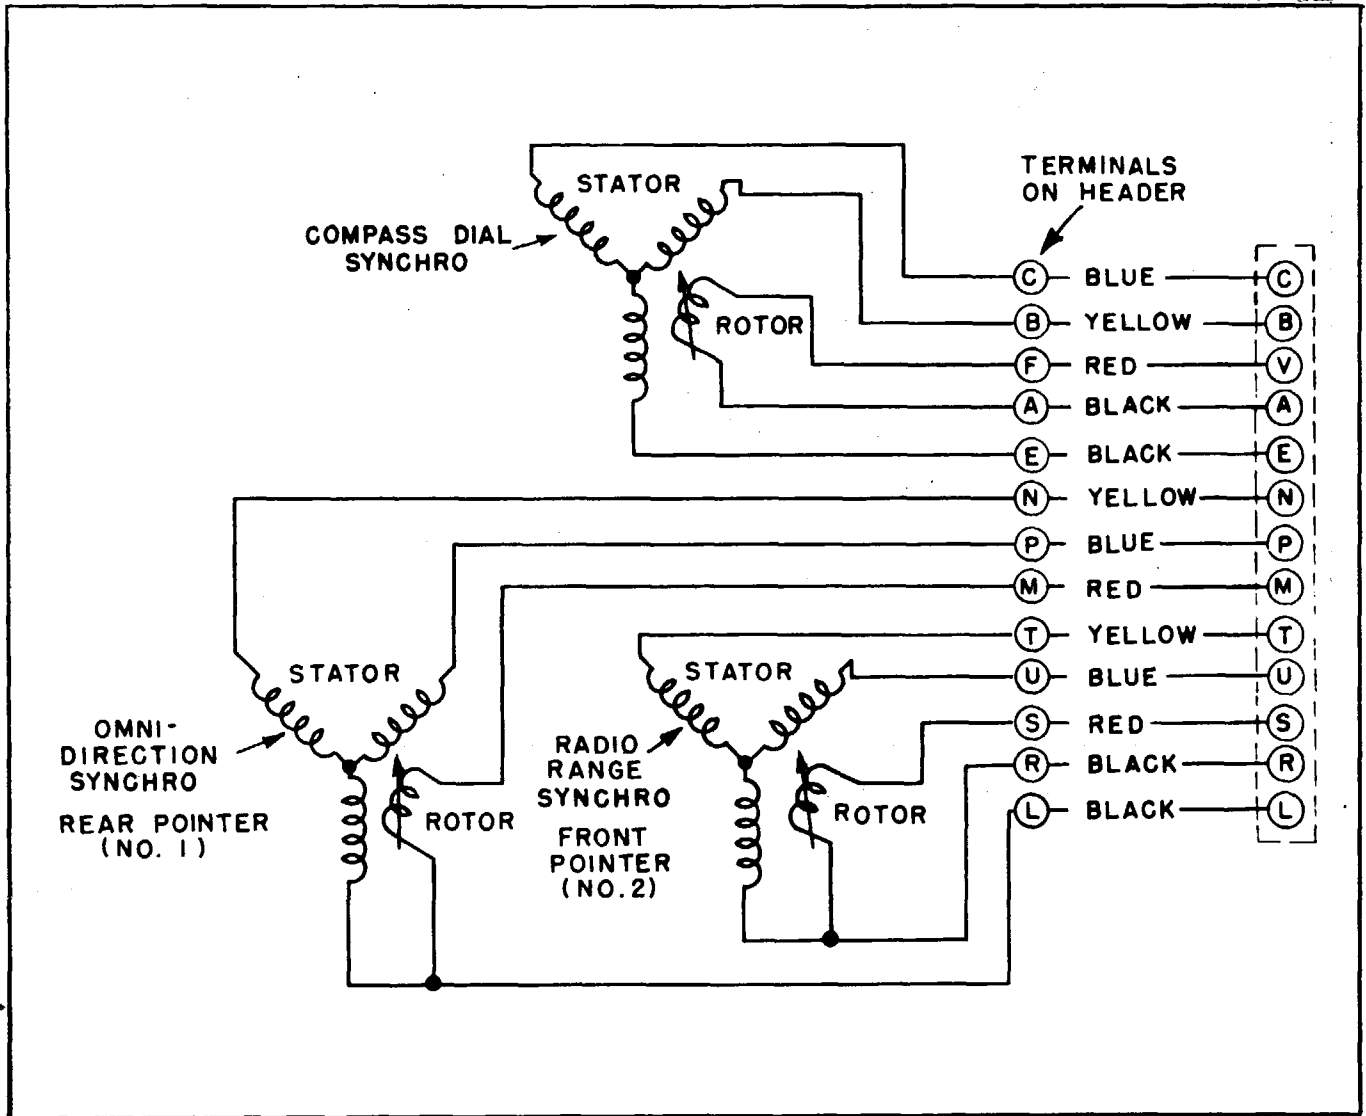 STATOR
COMPASS DIAL
SYNCHRO
ROTOR
TERMINALS
ON HEADER
C BLUE C
B YELLOW B
F RED V
A BLACK A
E BLACK E
N YELLOW N
P BLUE P
M RED M
T YELLOW T
U BLUE U
S RED S
R BLACK R
L BLACK L
STATOR
OMNI-
DIRECTION
SYNCHRO
REAR POINTER
(NO. 1)
ROTOR
STATOR
RADIO
RANGE
SYNCHRO
FRONT
POINTER
(NO.2)
ROTOR